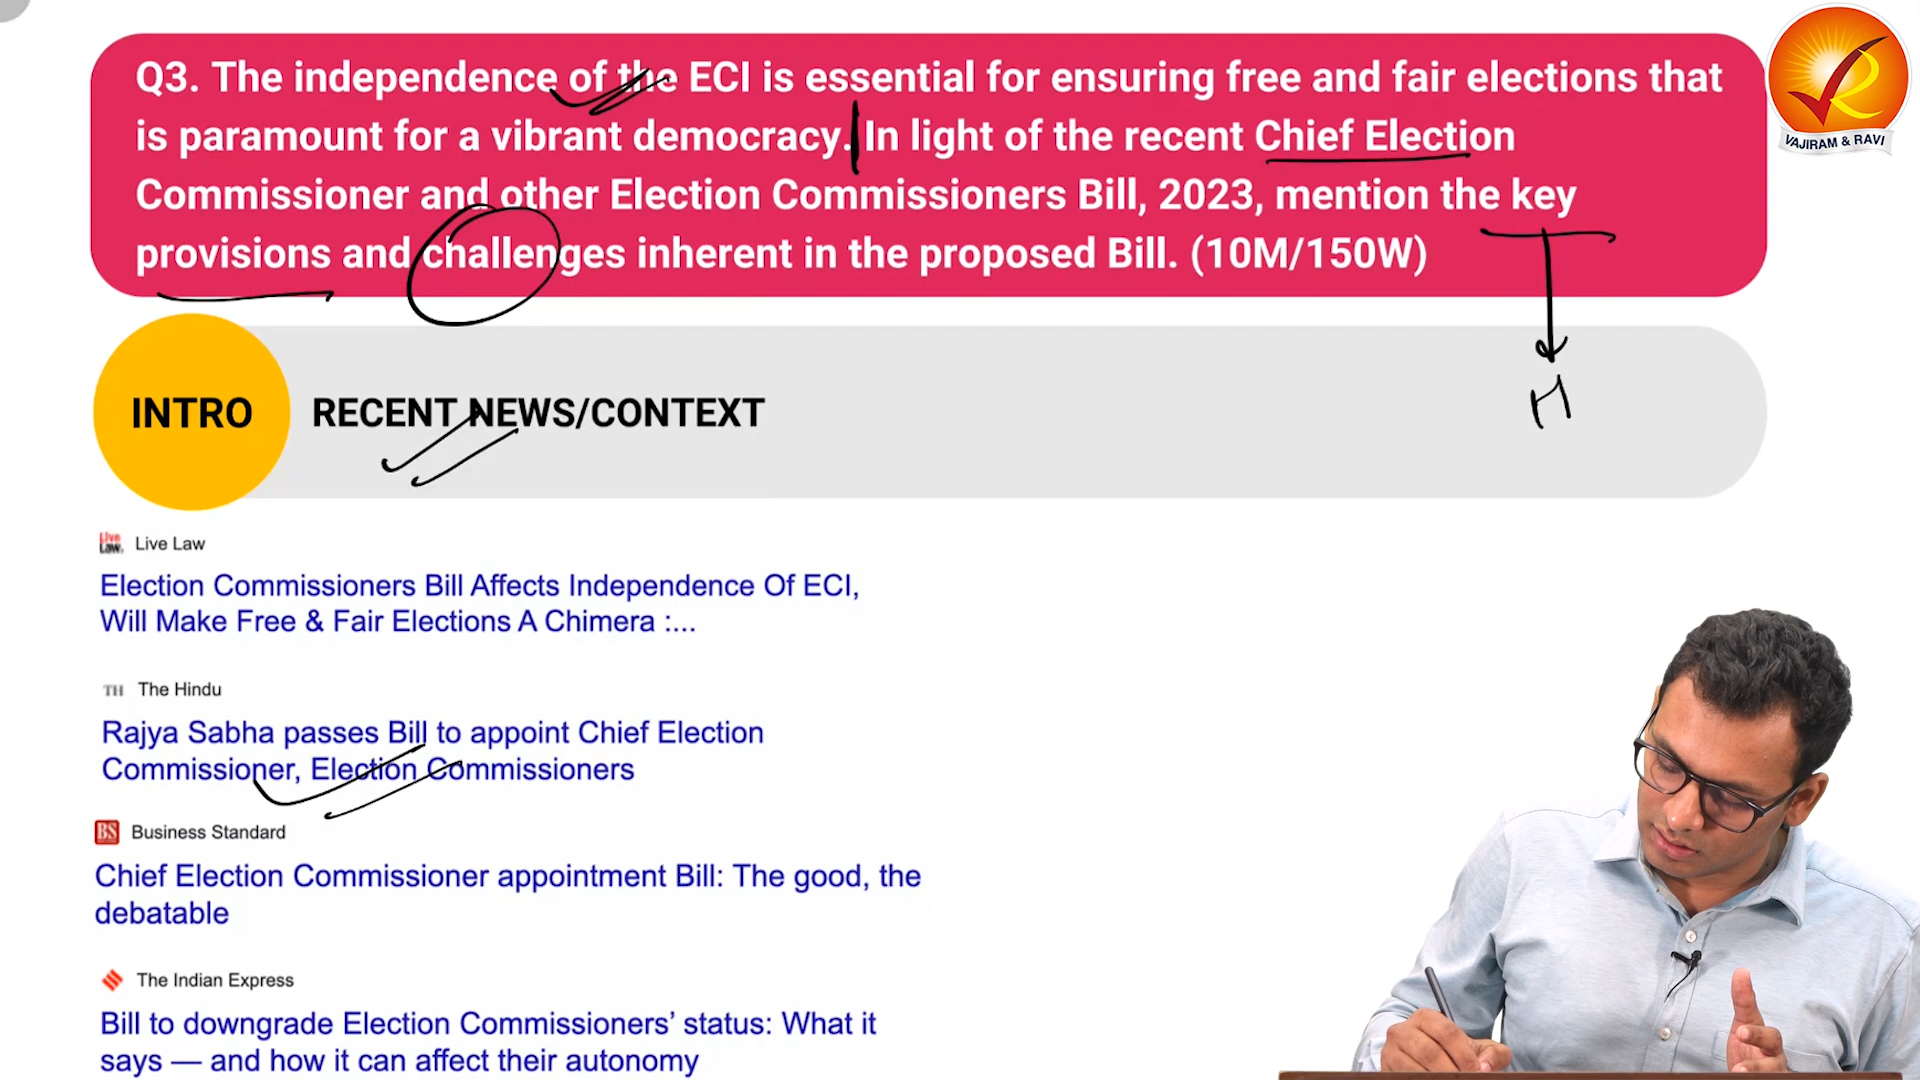 Q3. The independence of the ECI is essential for ensuring free and fair elections that
is paramount for a vibrant democracy. In light of the recent Chief Election
Commissioner and other Election Commissioners Bill, 2023, mention the key
provisions and challenges inherent in the proposed Bill. (10M/150W)
VAJIRAM & RAVI
H
INTRO
RECENT NEWS/CONTEXT
Live Law
Live Law
Election Commissioners Bill Affects Independence Of ECI,
Will Make Free & Fair Elections A Chimera :...
TH The Hindu
Rajya Sabha passes Bill to appoint Chief Election
Commissioner, Election Commissioners
BS Business Standard
Chief Election Commissioner appointment Bill: The good, the
debatable
The Indian Express
Bill to downgrade Election Commissioners’ status: What it
says — and how it can affect their autonomy